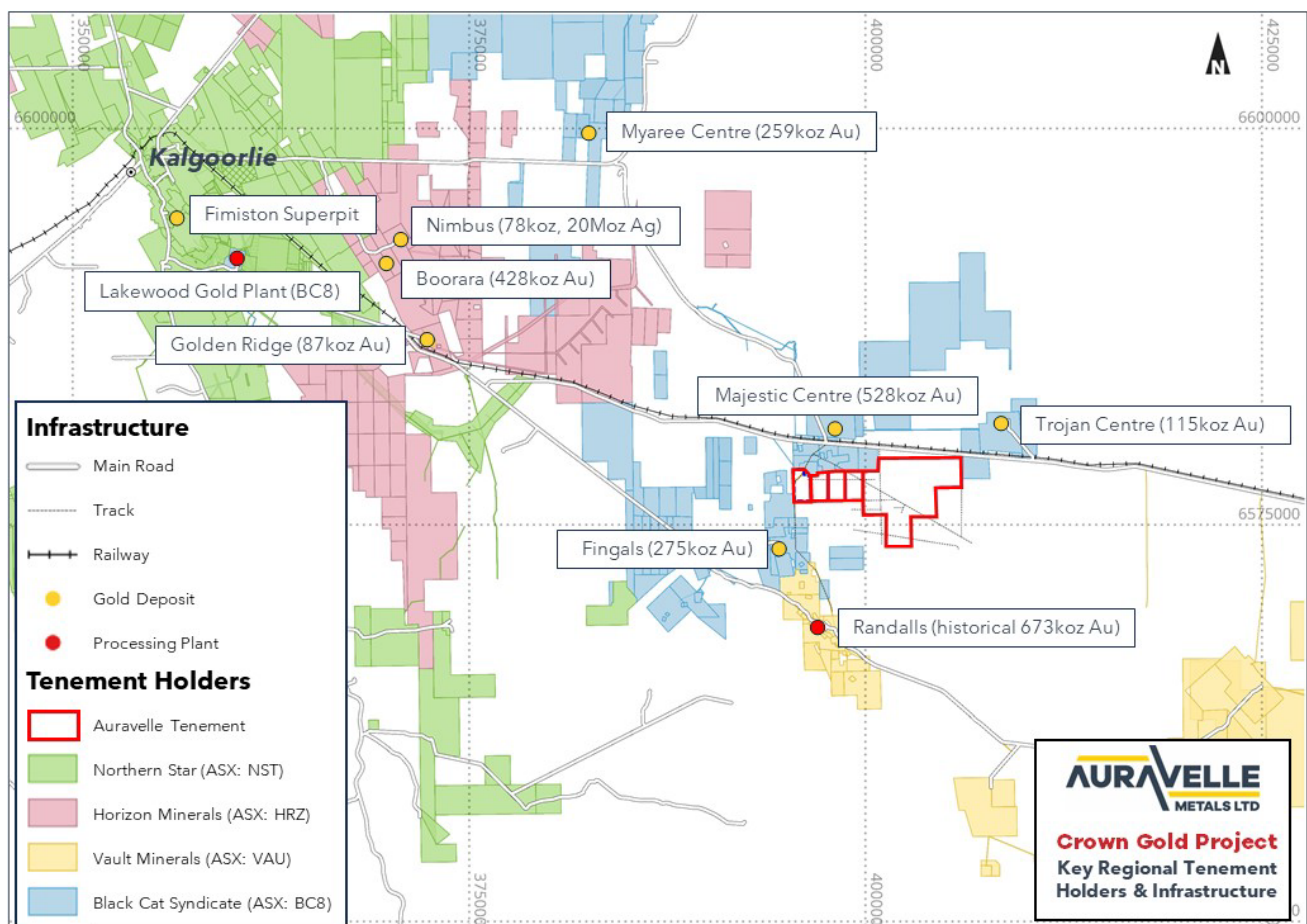 350000
375000
400000
425000
N
6600000
6600000
Myaree Centre (259koz Au)
Kalgoorlie
Fimiston Superpit
Nimbus (78koz, 20Moz Ag)
Boorara (428koz Au)
Lakewood Gold Plant (BC8)
Golden Ridge (87koz Au)
Majestic Centre (528koz Au)
Trojan Centre (115koz Au)
6575000
Fingals (275koz Au)
Randalls (historical 673koz Au)
Infrastructure
Main Road
Track
Railway
Gold Deposit
Processing Plant
Tenement Holders
Auravelle Tenement
Northern Star (ASX: NST)
Horizon Minerals (ASX: HRZ)
Vault Minerals (ASX: VAU)
Black Cat Syndicate (ASX: BC8)
375000
400000
AURAVELLE
METALS LTD
Crown Gold Project
Key Regional Tenement
Holders & Infrastructure